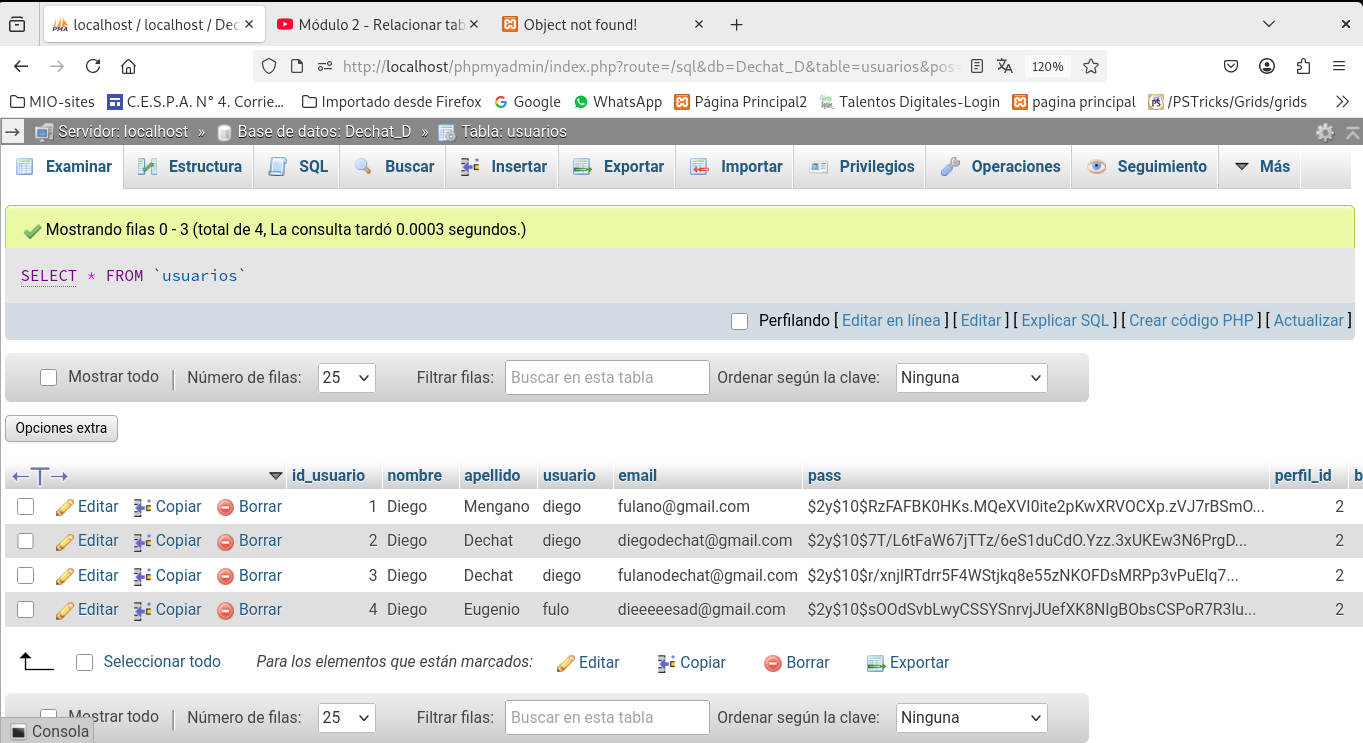 localhost / localhost / Dec
Módulo 2 - Relacionar tab
Object not found!
http://localhost/phpmyadmin/index.php?route=/sql&db=Dechat_D&table=usuarios&pos=
120%
MIO-sites
C.E.S.P.A. N° 4. Corrie...
Importado desde Firefox
Google
WhatsApp
Página Principal2
Talentos Digitales-Login
pagina principal
/PSTricks/Grids/grids
Servidor: localhost » Base de datos: Dechat_D » Tabla: usuarios
Examinar Estructura SQL Buscar Insertar Exportar Importar Privilegios Operaciones Seguimiento Más
Mostrando filas 0 - 3 (total de 4, La consulta tardó 0.0003 segundos.)
SELECT * FROM `usuarios`
Perfilando [ Editar en línea ] [ Editar ] [ Explicar SQL ] [ Crear código PHP ] [ Actualizar ]
Mostrar todo | Número de filas: 25 Filtrar filas: Buscar en esta tabla Ordenar según la clave: Ninguna
Opciones extra
id_usuario nombre apellido usuario email pass perfil_id b
Editar Copiar Borrar 1 Diego Mengano diego fulano@gmail.com $2y$10$RzFAFBK0HKs.MQeXVI0ite2pKwXRVOCXp.zVJ7rBSmO... 2
Editar Copiar Borrar 2 Diego Dechat diego diegodechat@gmail.com $2y$10$7T/L6tFaW67jTTz/6eS1duCdO.Yzz.3xUKEw3N6PrgD... 2
Editar Copiar Borrar 3 Diego Dechat diego fulanodechat@gmail.com $2y$10$r/xnjlRTdrr5F4WStjkq8e55zNKOFDsMRPp3vPuElq7... 2
Editar Copiar Borrar 4 Diego Eugenio fulo dieeeeesad@gmail.com $2y$10$sOOdSvbLwyCSSYSnrvjJUefXK8NIgBObsCSPoR7R3Iu... 2
Seleccionar todo Para los elementos que están marcados: Editar Copiar Borrar Exportar
Mostrar todo | Número de filas: 25 Filtrar filas: Buscar en esta tabla Ordenar según la clave: Ninguna
Consola